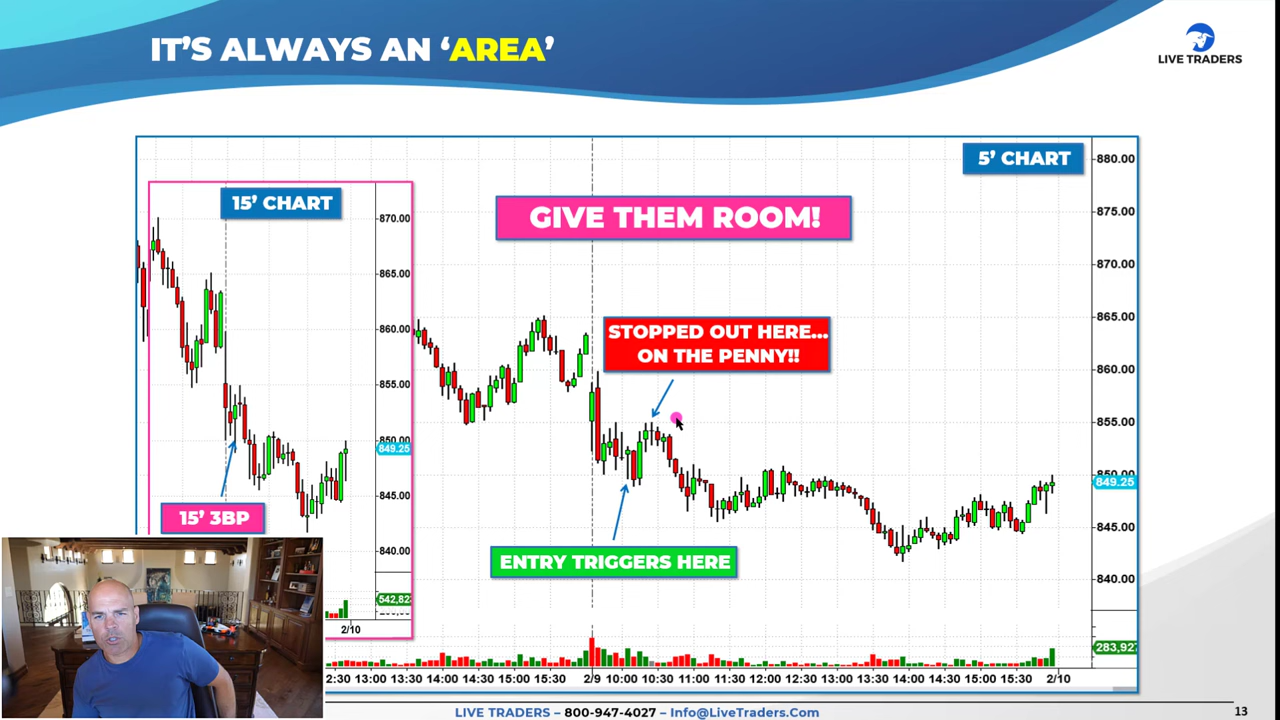 IT'S ALWAYS AN ‘AREA’
LIVE TRADERS
5' CHART
15' CHART
GIVE THEM ROOM!
STOPPED OUT HERE...
ON THE PENNY!!
15' 3BP
ENTRY TRIGGERS HERE
870.00
865.00
860.00
855.00
850.00
849.25
845.00
840.00
542,82
2/10
880.00
875.00
870.00
865.00
860.00
855.00
850.00
849.25
845.00
840.00
283,927
12:30 13:00 13:30 14:00 14:30 15:00 15:30 2/9 10:00 10:30 11:00 11:30 12:00 12:30 13:00 13:30 14:00 14:30 15:00 15:30 2/10
LIVE TRADERS – 800-947-4027 – Info@LiveTraders.Com
13